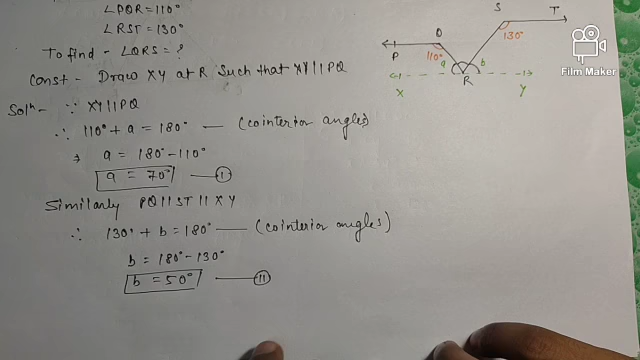 ∠PQR = 110°
∠RST = 130°
To find - ∠QRS = ?
Const - Draw XY at R Such that XY||PQ
Solⁿ - ∵ XY||PQ
∴ 110° + a = 180° — (cointerior angles)
⇒ a = 180° - 110°
a = 70° — I
Similarly PQ||ST||XY
∴ 130° + b = 180° — (cointerior angles)
b = 180° - 130°
b = 50° — II
S
T
Q
130°
P
110°
a
b
R
X
Y
Film Maker